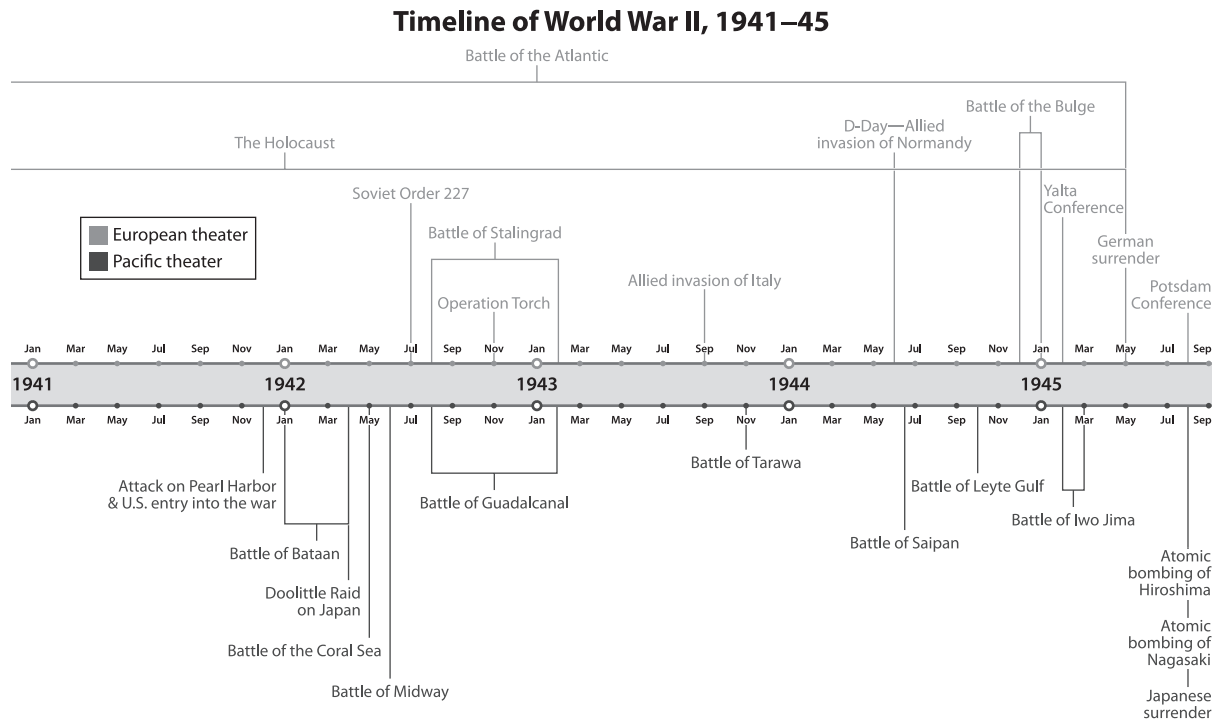 Timeline of World War II, 1941–45
Battle of the Atlantic
Battle of the Bulge
D-Day—Allied
invasion of Normandy
The Holocaust
Soviet Order 227
Yalta
Conference
European theater
Pacific theater
Battle of Stalingrad
German
surrender
Allied invasion of Italy
Potsdam
Conference
Operation Torch
Jan Mar May Jul Sep Nov Jan Mar May Jul Sep Nov Jan Mar May Jul Sep Nov Jan Mar May Jul Sep Nov Jan Mar May Jul Sep
1941 1942 1943 1944 1945
Jan Mar May Jul Sep Nov Jan Mar May Jul Sep Nov Jan Mar May Jul Sep Nov Jan Mar May Jul Sep Nov Jan Mar May Jul Sep
Attack on Pearl Harbor
& U.S. entry into the war
Battle of Bataan
Doolittle Raid
on Japan
Battle of the Coral Sea
Battle of Midway
Battle of Guadalcanal
Battle of Tarawa
Battle of Saipan
Battle of Leyte Gulf
Battle of Iwo Jima
Atomic
bombing of
Hiroshima
Atomic
bombing of
Nagasaki
Japanese
surrender